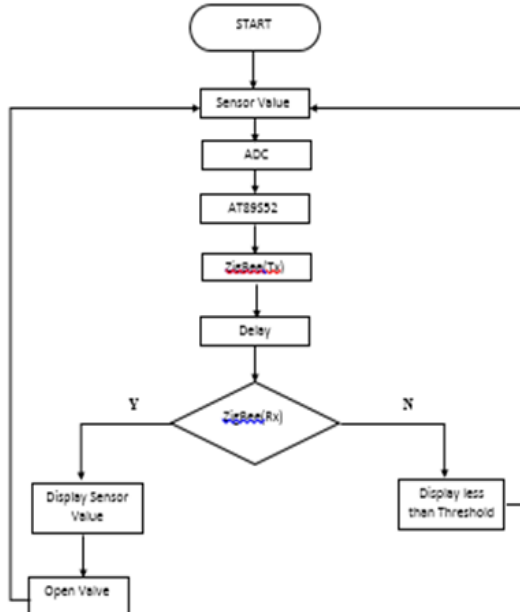 START
Sensor Value
ADC
AT89S52
ZigBee(Tx)
Delay
ZigBee(Rx)
Y
N
Display Sensor
Value
Display less
than Threshold
Open Valve